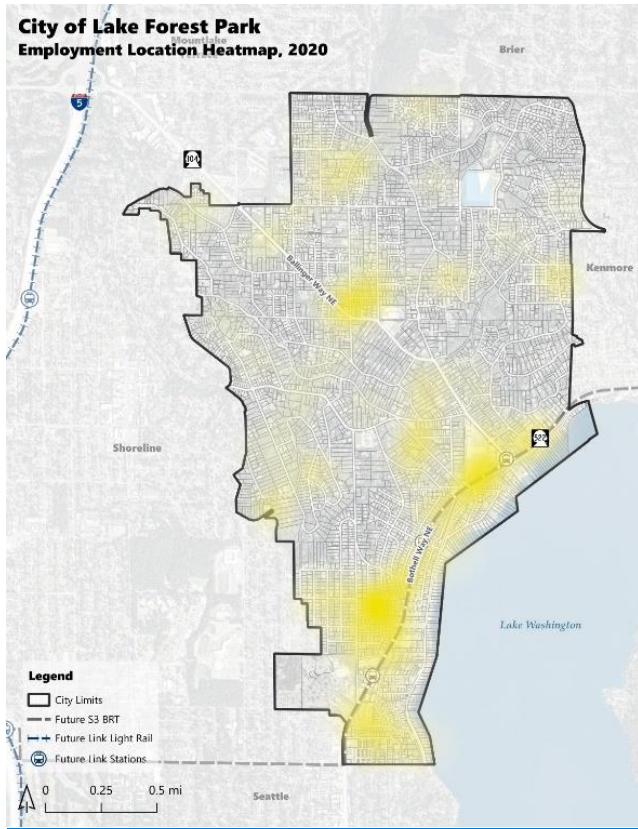 City of Lake Forest Park
Employment Location Heatmap, 2020
Mountlake
Terrace
Brier
5
104
Ballinger Way NE
Kenmore
Shoreline
522
Bothell Way NE
Lake Washington
Legend
City Limits
Future S3 BRT
Future Link Light Rail
Future Link Stations
0 0.25 0.5 mi
Seattle